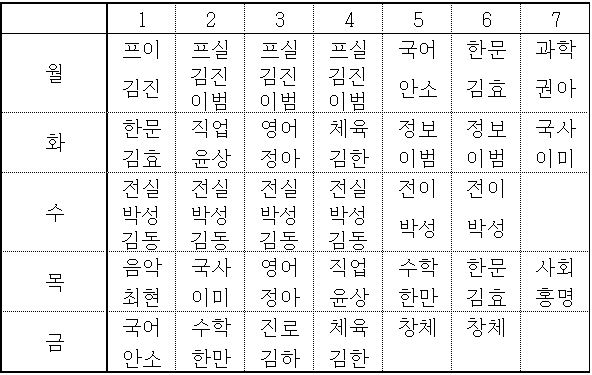 1 2 3 4 5 6 7
월
프이 프실 프실 프실 국어 한문 과학
김진 김진 김진 김진 안소 김효 권아
이범 이범 이범
화
한문 직업 영어 체육 정보 정보 국사
김효 윤상 정아 김한 이범 이범 이미
수
전실 전실 전실 전실 전이 전이
박성 박성 박성 박성 박성 박성
김동 김동 김동 김동
목
음악 국사 영어 직업 수학 한문 사회
최현 이미 정아 윤상 한만 김효 홍명
금
국어 수학 진로 체육 창체 창체
안소 한만 김하 김한